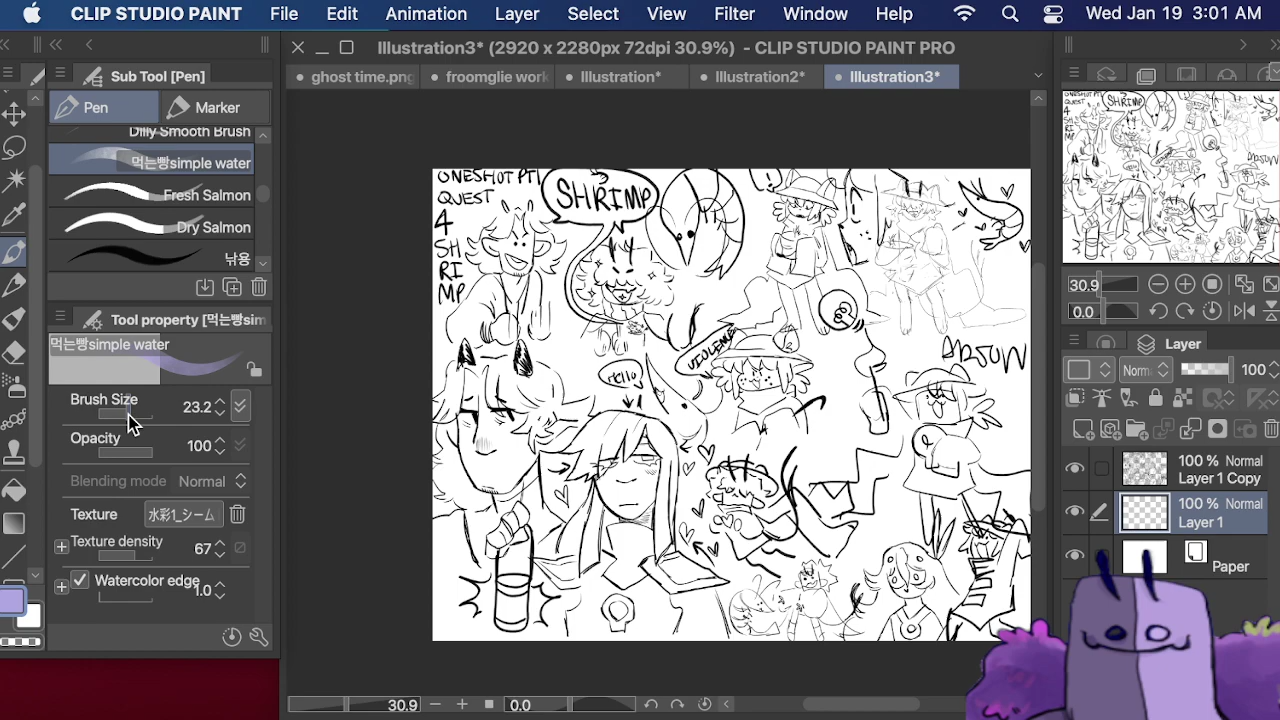 CLIP STUDIO PAINT File Edit Animation Layer Select View Filter Window Help Wed Jan 19 3:01 AM
Illustration3* (2920 x 2280px 72dpi 30.9%) - CLIP STUDIO PAINT PRO
Sub Tool [Pen]
ghost time.png froomglie work Illustration* Illustration2* Illustration3*
Pen Marker
Dilly Smooth Brush
먹는빵simple water
Fresh Salmon
Dry Salmon
낚용
Tool property [먹는빵sim
먹는빵simple water
Brush Size 23.2
Opacity 100
Blending mode Normal
Texture 水彩1_シーム
Texture density 67
Watercolor edge 1.0
ONESHOT PT1
QUEST
4
SH
RI
MP
SHRIMP
VIOLENCE
Hello
30.9 0.0
30.9
0.0
Layer
Norm 100
100 % Normal
Layer 1 Copy
100 % Normal
Layer 1
Paper